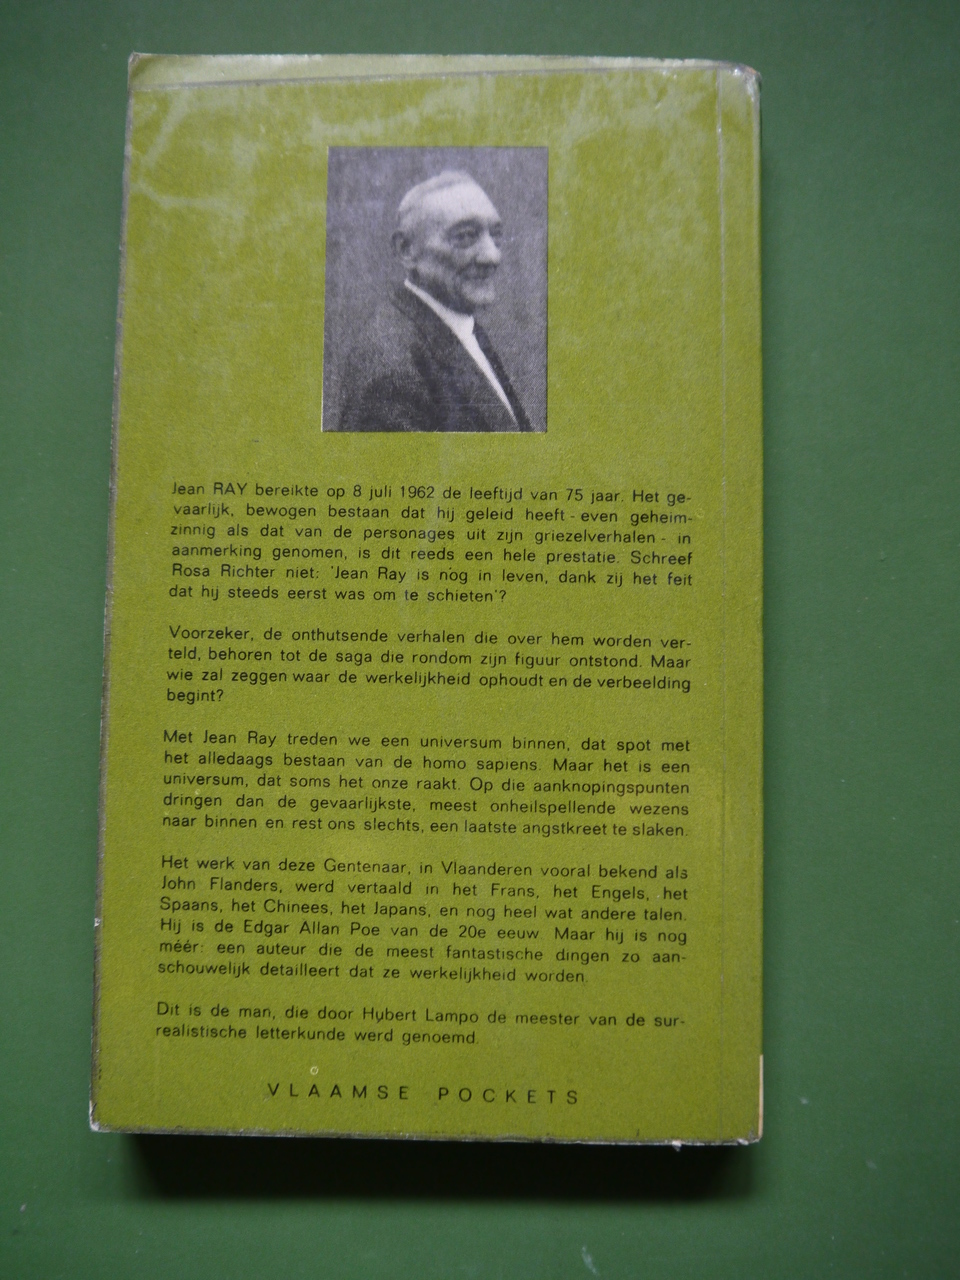 Jean RAY bereikte op 8 juli 1962 de leeftijd van 75 jaar. Het ge-
vaarlijk, bewogen bestaan dat hij geleid heeft - even geheim-
zinnig als dat van de personages uit zijn griezelverhalen - in
aanmerking genomen, is dit reeds een hele prestatie. Schreef
Rosa Richter niet: 'Jean Ray is nog in leven, dank zij het feit
dat hij steeds eerst was om te schieten'?
Voorzeker, de onthutsende verhalen die over hem worden ver-
teld, behoren tot de saga die rondom zijn figuur ontstond. Maar
wie zal zeggen waar de werkelijkheid ophoudt en de verbeelding
begint?
Met Jean Ray treden we een universum binnen, dat spot met
het alledaags bestaan van de homo sapiens. Maar het is een
universum, dat soms het onze raakt. Op die aanknopingspunten
dringen dan de gevaarlijkste, meest onheilspellende wezens
naar binnen en rest ons slechts, een laatste angstkreet te slaken.
Het werk van deze Gentenaar, in Vlaanderen vooral bekend als
John Flanders, werd vertaald in het Frans, het Engels, het
Spaans, het Chinees, het Japans, en nog heel wat andere talen.
Hij is de Edgar Allan Poe van de 20e eeuw. Maar hij is nog
méér: een auteur die de meest fantastische dingen zo aan-
schouwelijk detailleert dat ze werkelijkheid worden.
Dit is de man, die door Hubert Lampo de meester van de sur-
realistische letterkunde werd genoemd.
VLAAMSE POCKETS